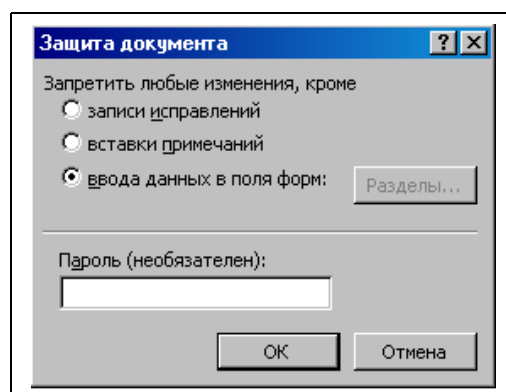 Защита документа
Запретить любые изменения, кроме
записи исправлений
вставки примечаний
ввода данных в поля форм:
Разделы...
Пароль (необязателен):
ОК
Отмена